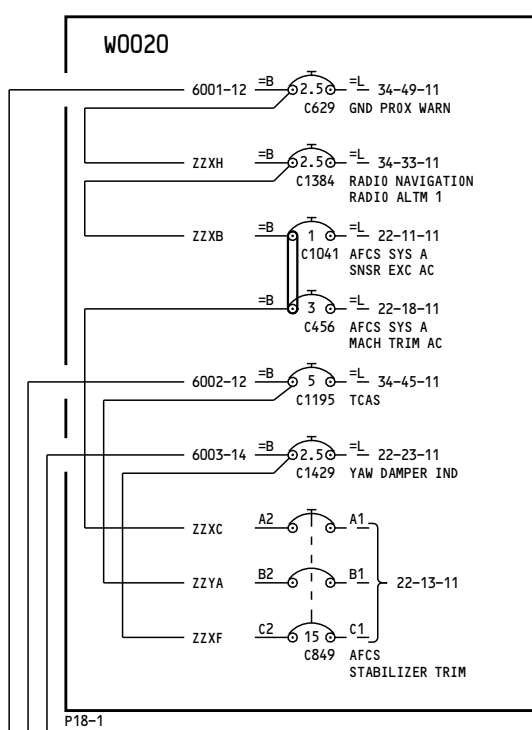 W0020
6001-12 =B 2.5 =L 34-49-11
C629 GND PROX WARN
ZZXH =B 2.5 =L 34-33-11
C1384 RADIO NAVIGATION
RADIO ALTM 1
ZZXB =B 1 =L 22-11-11
C1041 AFCS SYS A
SNSR EXC AC
=B 3 =L 22-18-11
C456 AFCS SYS A
MACH TRIM AC
6002-12 =B 5 =L 34-45-11
C1195 TCAS
6003-14 =B 2.5 =L 22-23-11
C1429 YAW DAMPER IND
ZZXC A2 A1
ZZYA B2 B1 22-13-11
ZZXF C2 15 C1
C849 AFCS
STABILIZER TRIM
P18-1